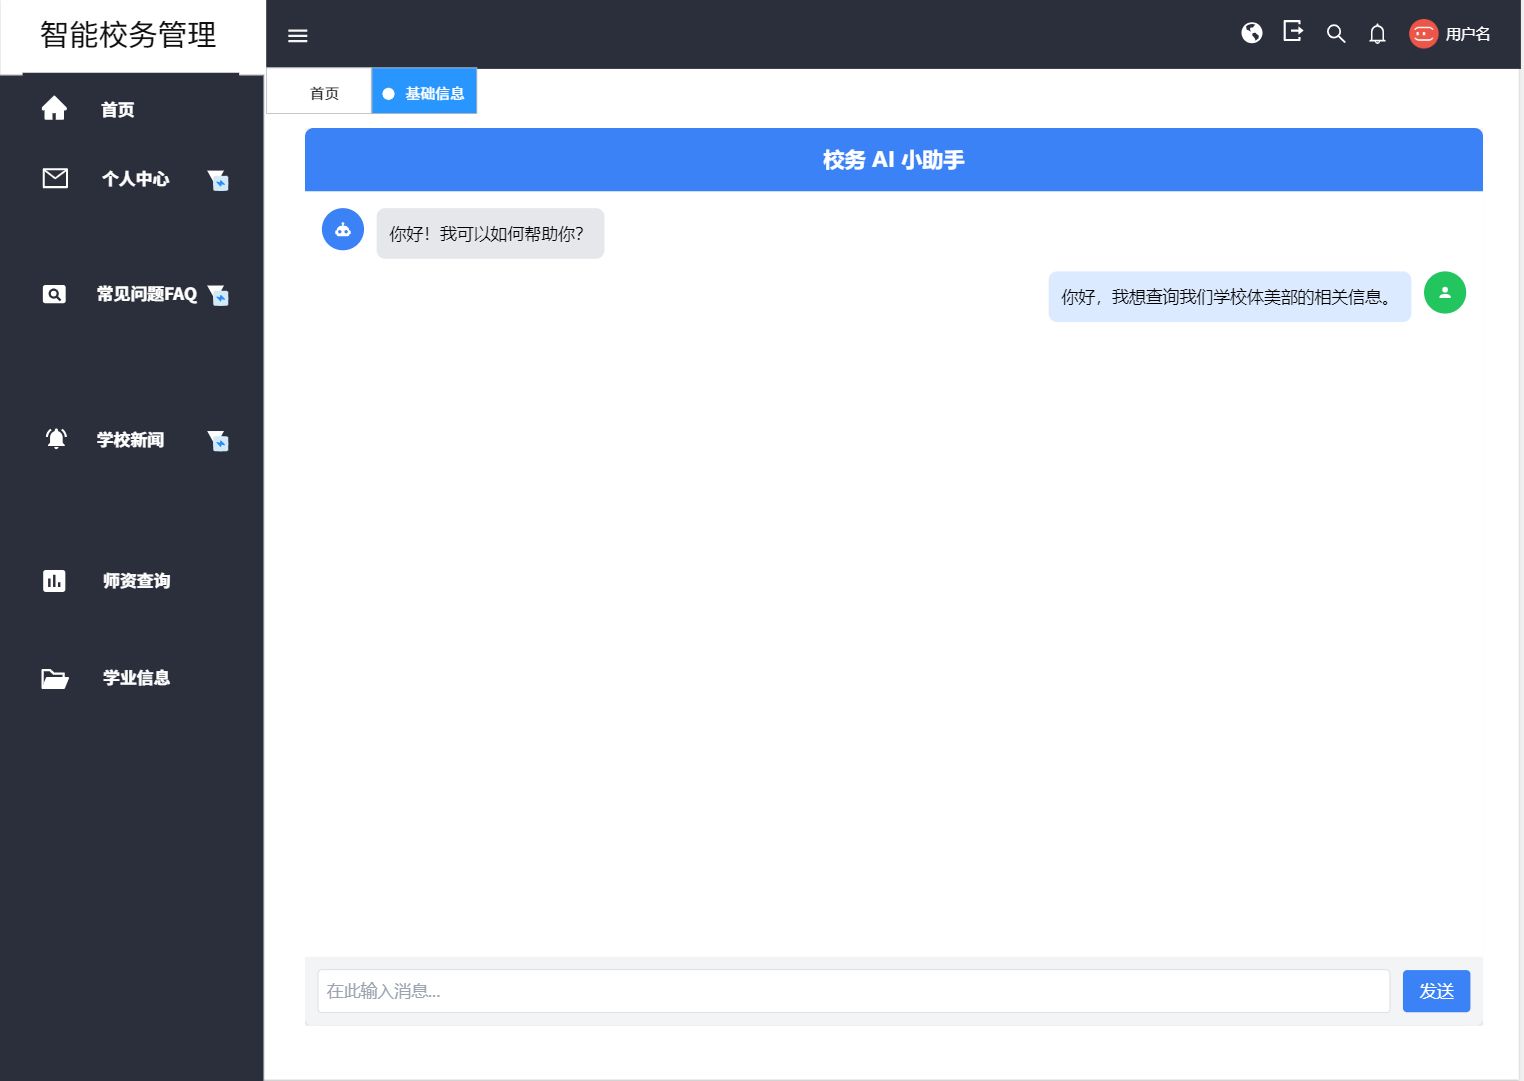 智能校务管理
用户名
首页
基础信息
首页
个人中心
常见问题FAQ
学校新闻
师资查询
学业信息
校务 AI 小助手
你好！我可以如何帮助你？
你好，我想查询我们学校体美部的相关信息。
在此输入消息...
发送